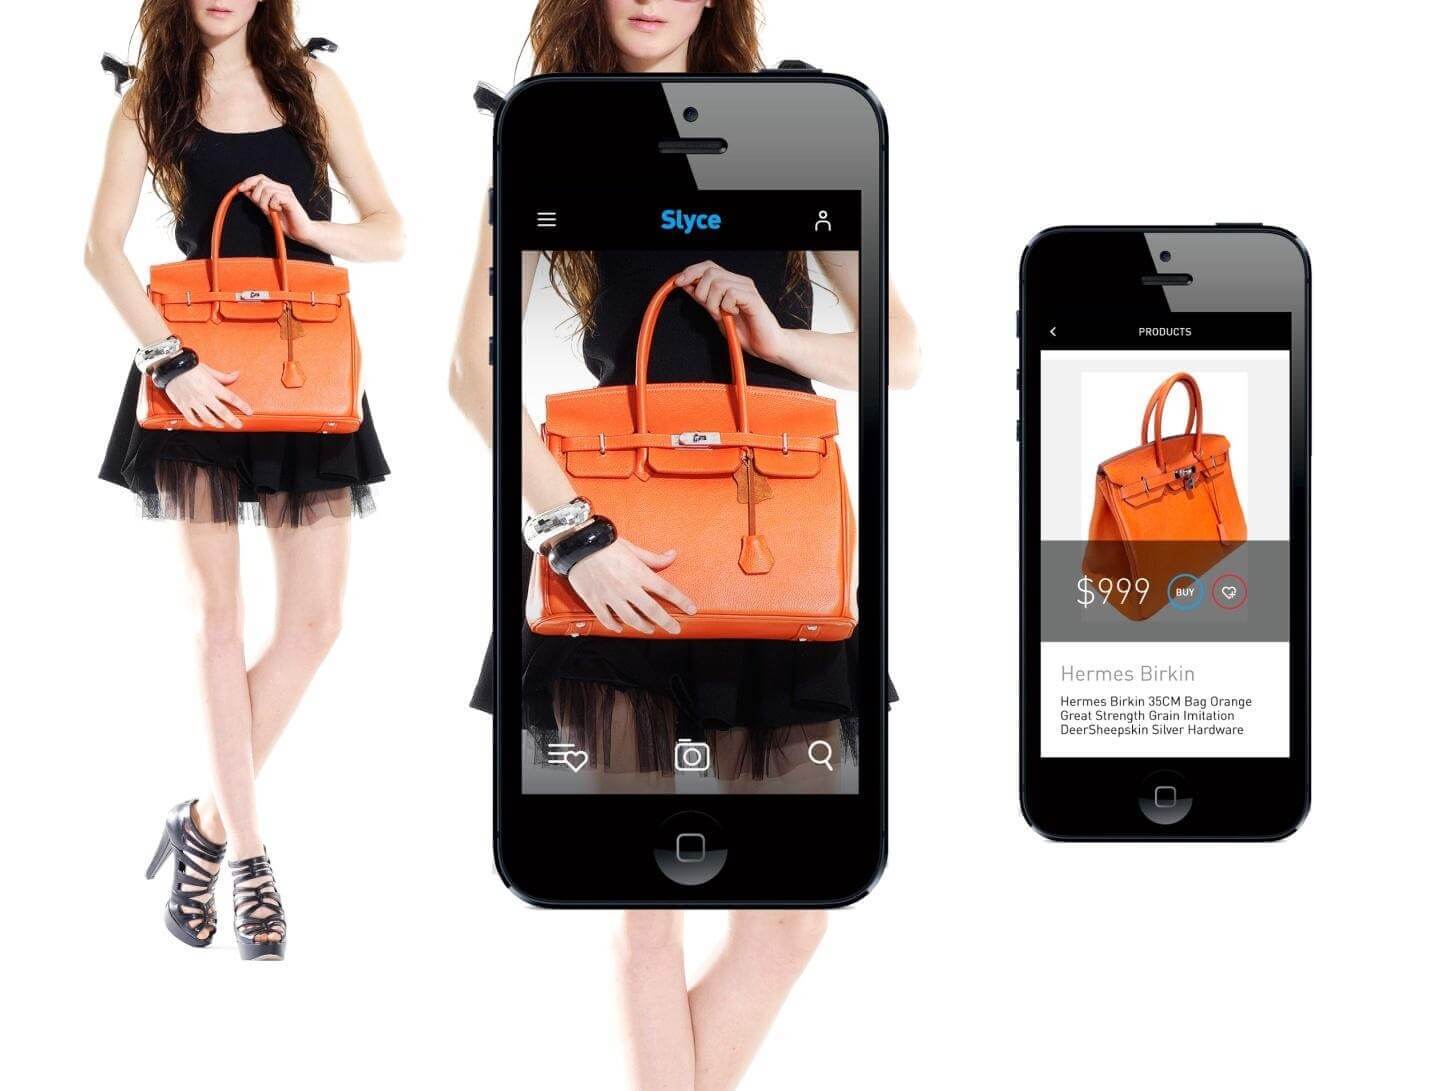 Slyce
PRODUCTS
$999
BUY
Hermes Birkin
Hermes Birkin 35CM Bag Orange
Great Strength Grain Imitation
DeerSheepskin Silver Hardware